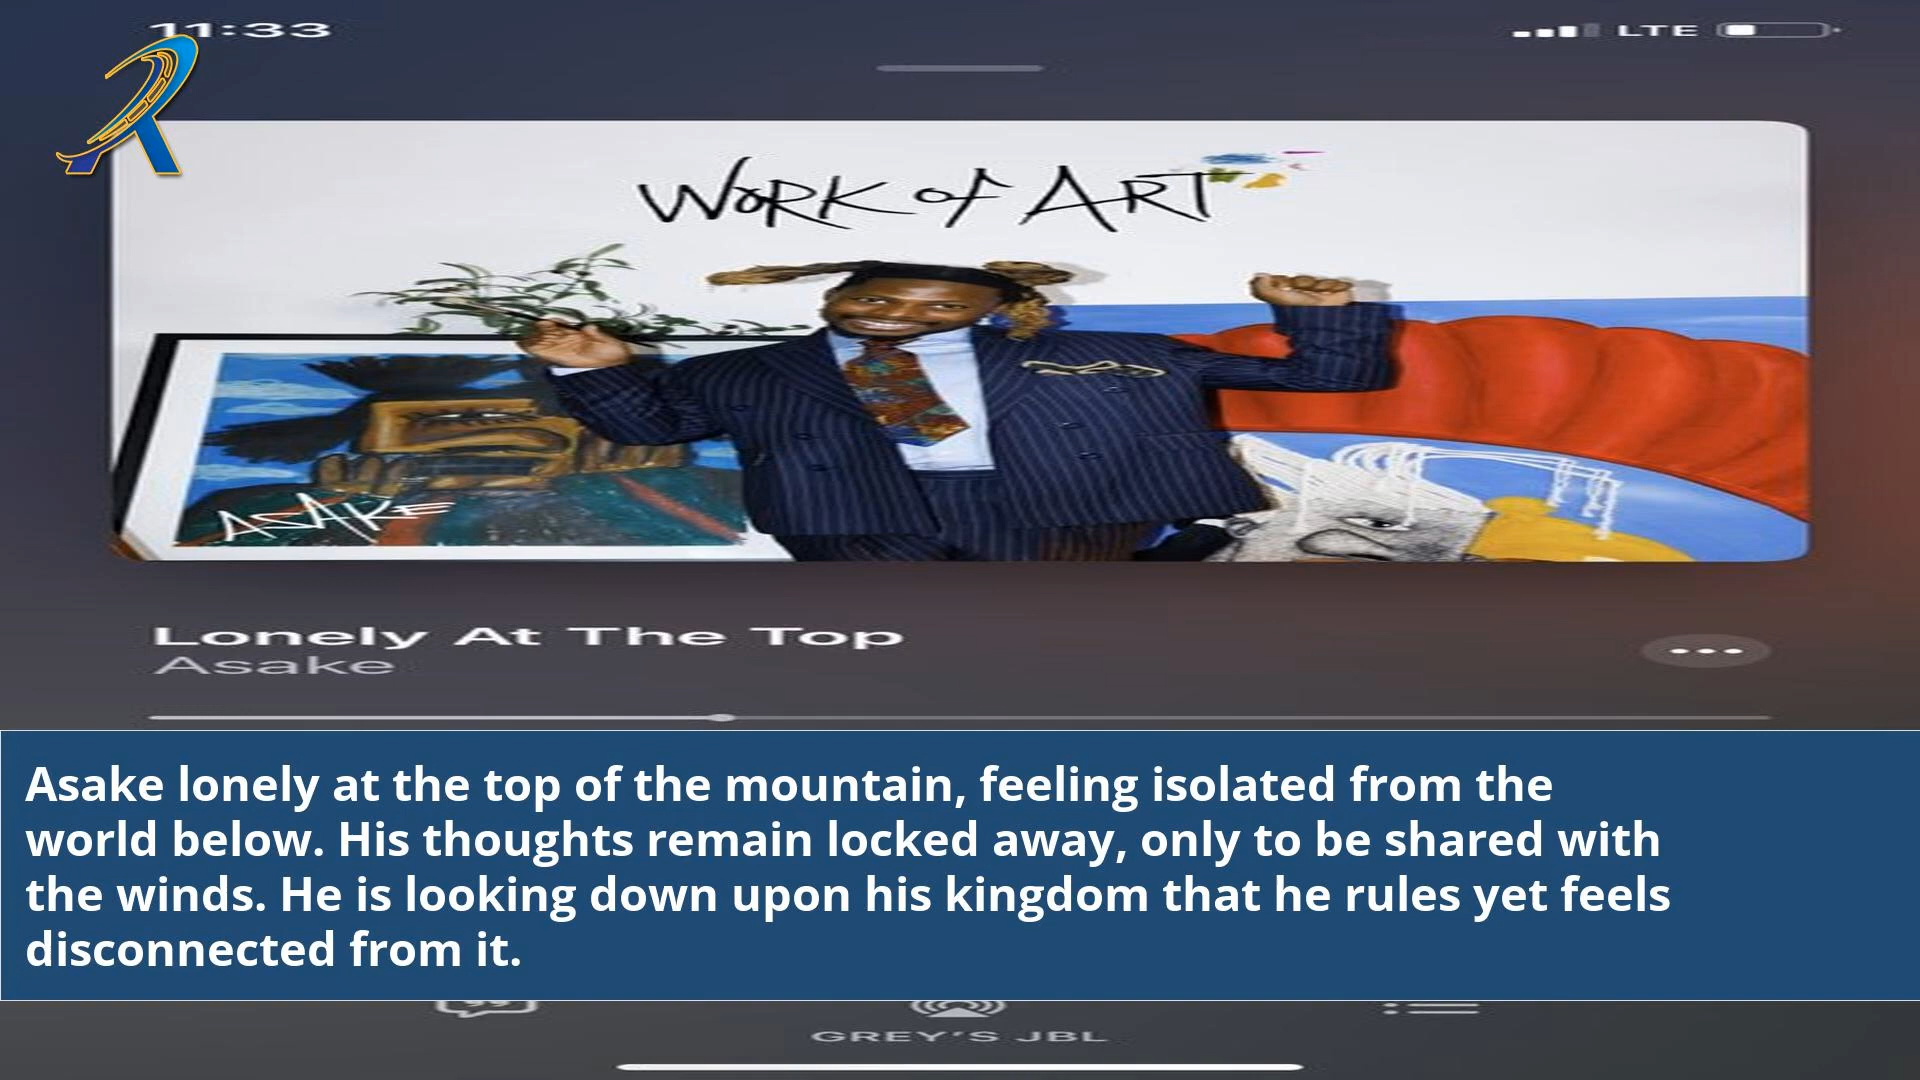 11:33
LTE
WORK of ART
ASAKE
Lonely At The Top
Asake
Asake lonely at the top of the mountain, feeling isolated from the
world below. His thoughts remain locked away, only to be shared with
the winds. He is looking down upon his kingdom that he rules yet feels
disconnected from it.
GREY'S JBL